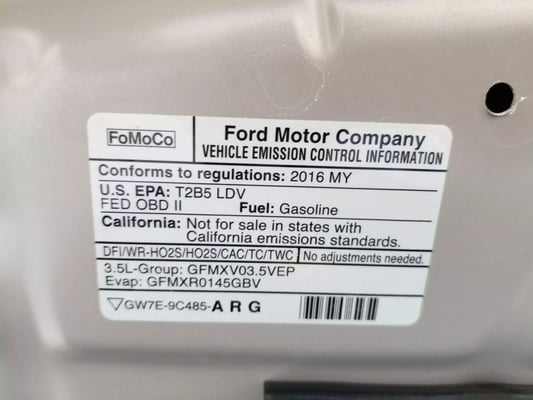 FoMoCo
Ford Motor Company
VEHICLE EMISSION CONTROL INFORMATION
Conforms to regulations: 2016 MY
U.S. EPA: T2B5 LDV
FED OBD II Fuel: Gasoline
California: Not for sale in states with
California emissions standards.
DFI/WR-HO2S/HO2S/CAC/TC/TWC No adjustments needed.
3.5L-Group: GFMXV03.5VEP
Evap: GFMXR0145GBV
GW7E-9C485-A R G